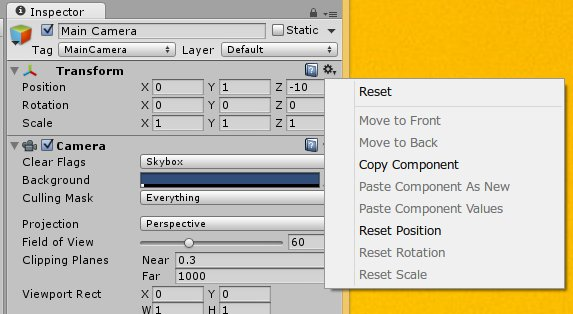 Inspector
Main Camera Static
Tag MainCamera Layer Default
Transform
Position X 0 Y 1 Z -10
Rotation X 0 Y 0 Z 0
Scale X 1 Y 1 Z 1
Camera
Clear Flags Skybox
Background
Culling Mask Everything
Projection Perspective
Field of View 60
Clipping Planes Near 0.3
Far 1000
Viewport Rect X 0 Y 0
W 1 H 1
Reset
Move to Front
Move to Back
Copy Component
Paste Component As New
Paste Component Values
Reset Position
Reset Rotation
Reset Scale